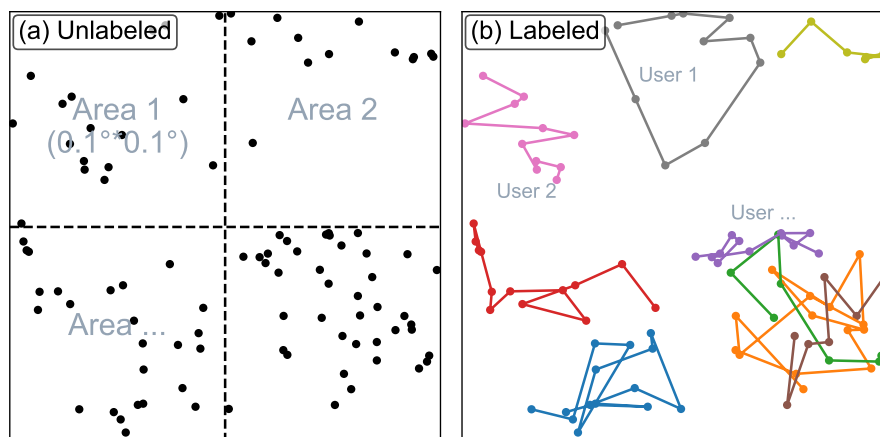 (a) Unlabeled
Area 1
(0.1°*0.1°)
Area 2
Area ...
(b) Labeled
User 1
User 2
User ...